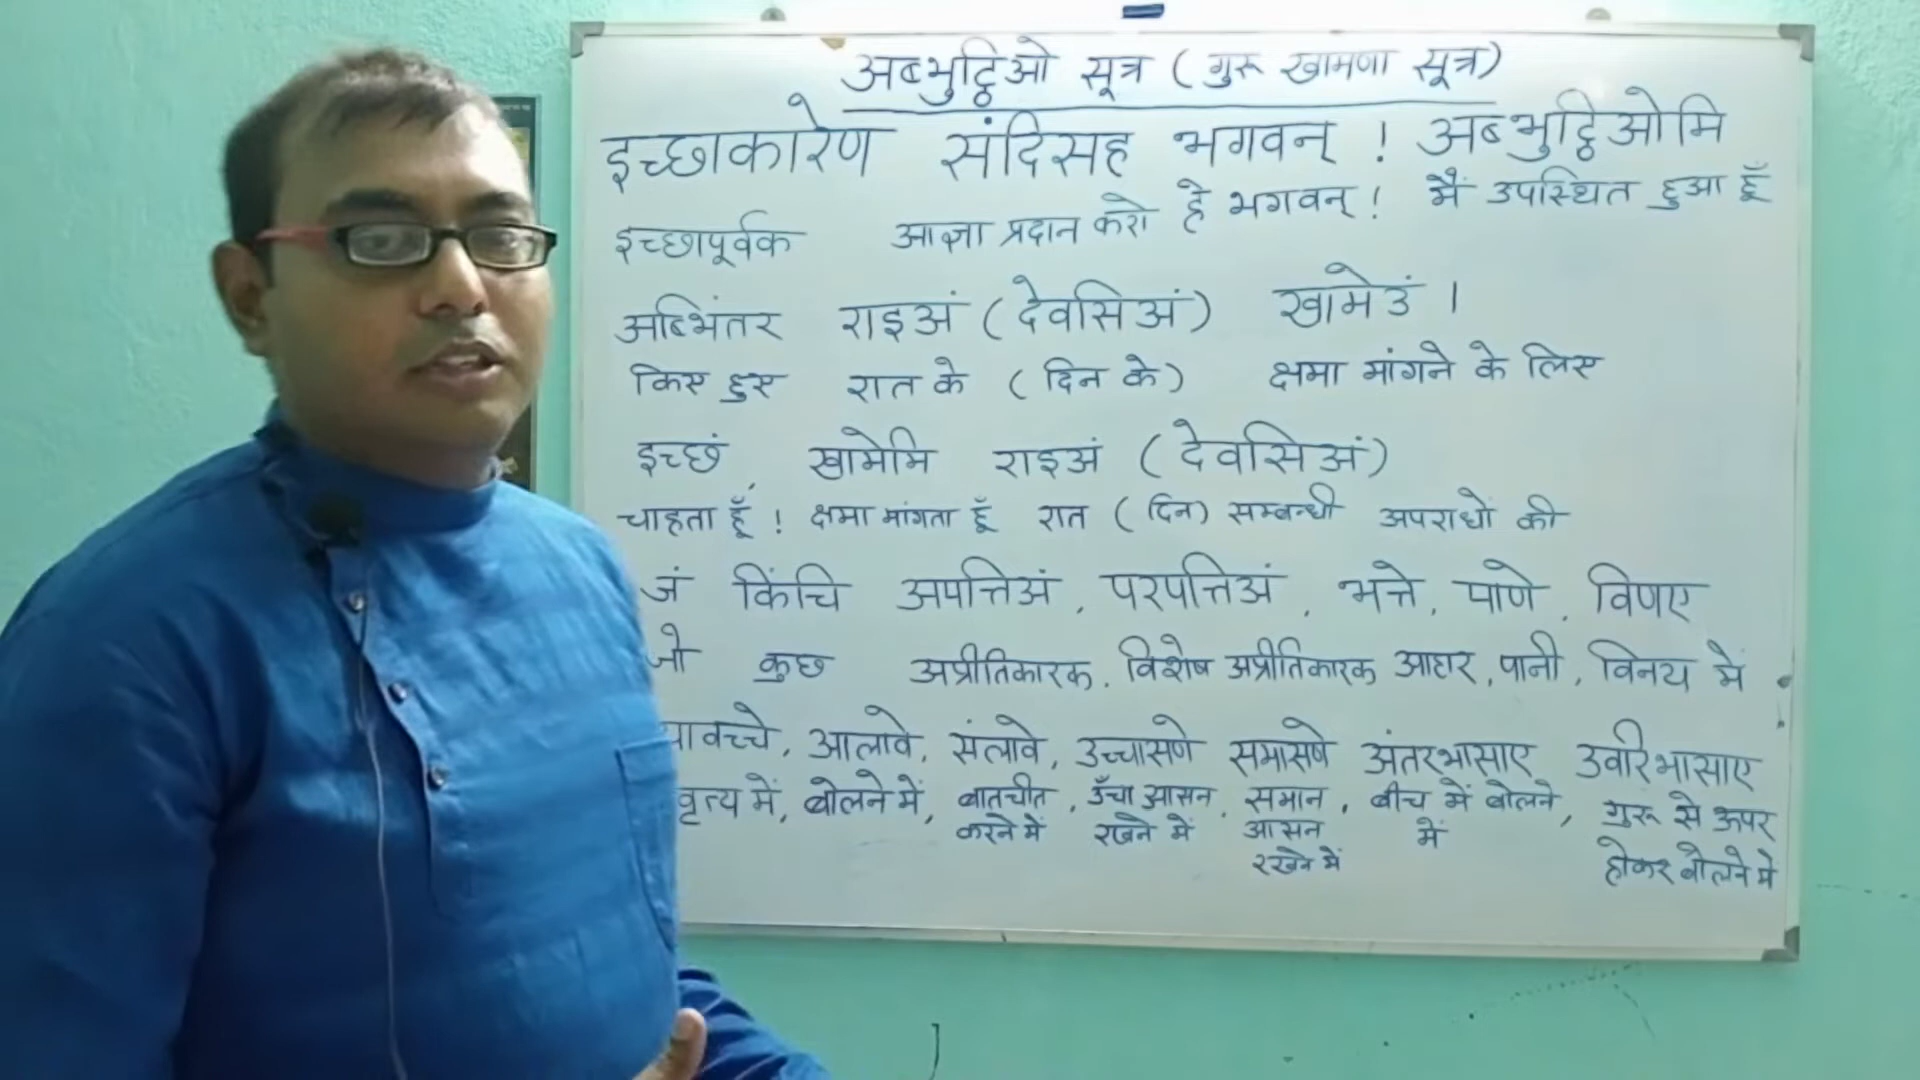 अब्भुट्ठिओ सूत्र ( गुरू खामणा सूत्र )
इच्छाकारेण संदिसह भगवन् ! अब्भुट्ठिओमि
इच्छापूर्वक आज्ञा प्रदान करो हे भगवन् ! मैं उपस्थित हुआ हूँ
अब्भिंतर राइअं ( देवसिअं ) खामेउं ।
किए हुए रात के ( दिन के ) क्षमा मांगने के लिए
इच्छं, खामेमि राइअं ( देवसिअं )
चाहता हूँ ! क्षमा मांगता हूँ रात ( दिन ) सम्बन्धी अपराधों की
जं किंचि अपत्तिअं, परपत्तिअं, भत्ते, पाणे, विणए
जो कुछ अप्रीतिकारक, विशेष अप्रीतिकारक आहार, पानी, विनय में
यावच्चे, आलावे, संलावे, उच्चासणे समासणे अंतरभासाए उवरिभासाए
वृत्य में, बोलने में, बातचीत, ऊँचा आसन, समान, बीच में बोलने, गुरू से ऊपर
करने में रखने में आसन में होकर बोलने में
रखने में